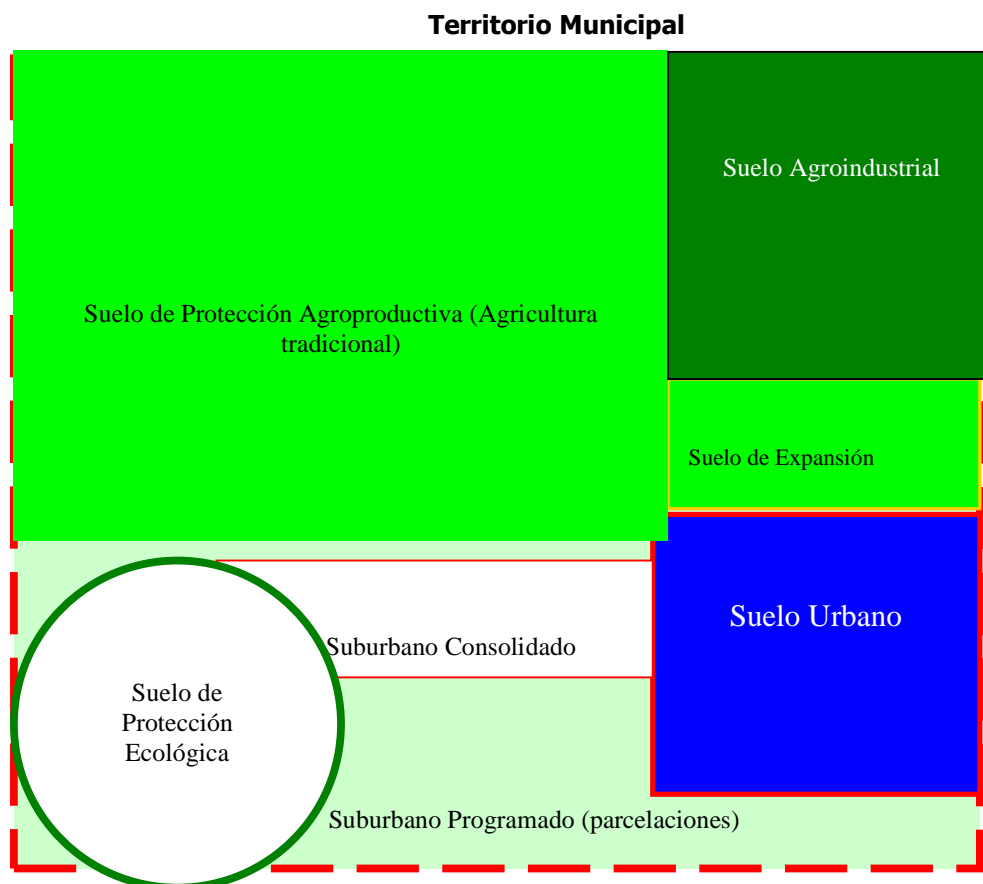 Territorio Municipal
Suelo Agroindustrial
Suelo de Protección Agroproductiva (Agricultura
tradicional)
Suelo de Expansión
Suelo Urbano
Suburbano Consolidado
Suelo de
Protección
Ecológica
Suburbano Programado (parcelaciones)